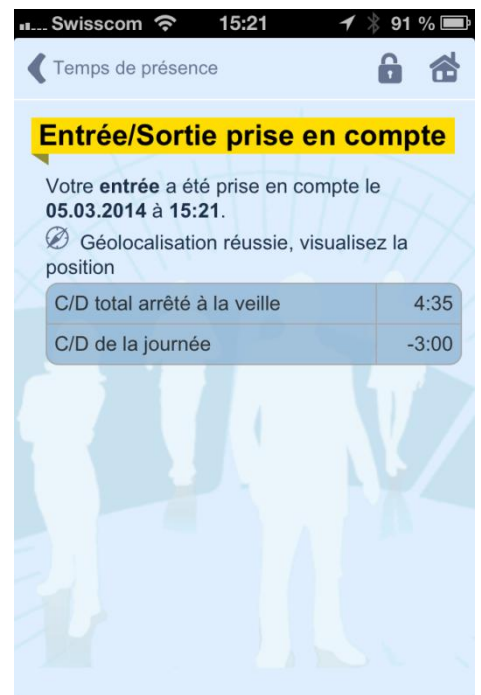 Swisscom 15:21 91 %
Temps de présence
Entrée/Sortie prise en compte
Votre entrée a été prise en compte le
05.03.2014 à 15:21.
Géolocalisation réussie, visualisez la
position
C/D total arrêté à la veille 4:35
C/D de la journée -3:00